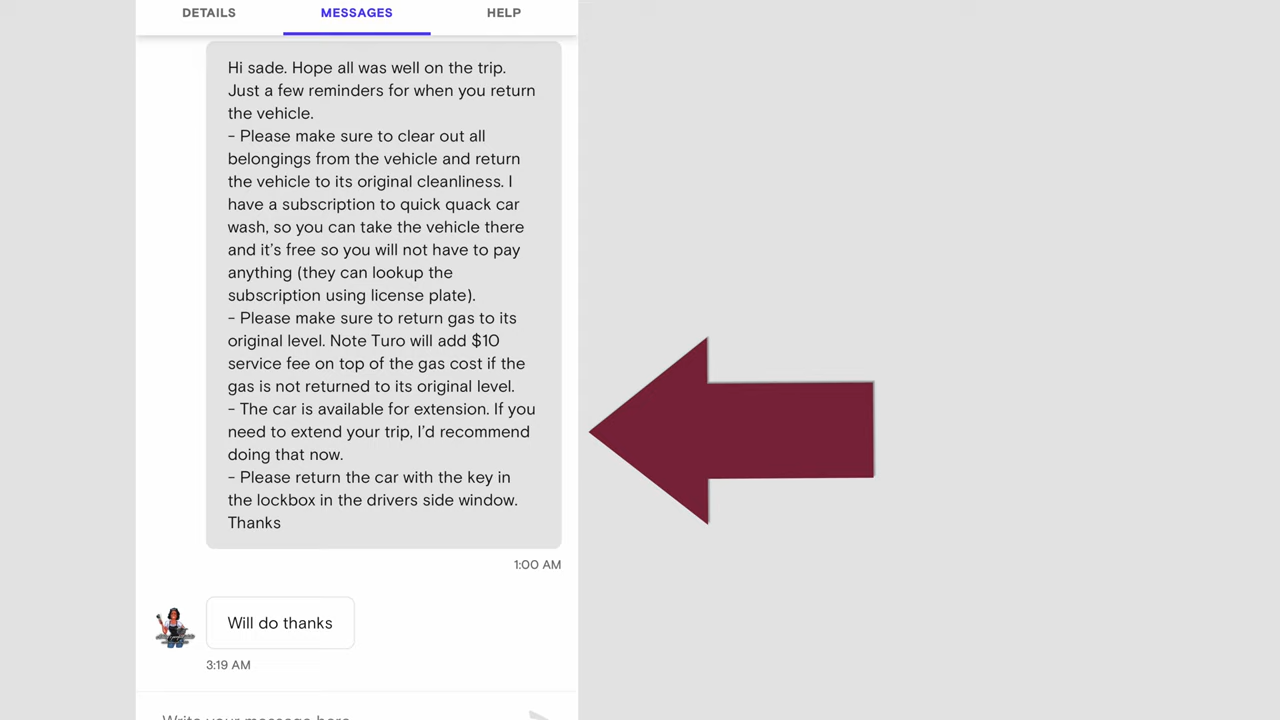 DETAILS MESSAGES HELP
Hi sade. Hope all was well on the trip.
Just a few reminders for when you return
the vehicle.
- Please make sure to clear out all
belongings from the vehicle and return
the vehicle to its original cleanliness. I
have a subscription to quick quack car
wash, so you can take the vehicle there
and it's free so you will not have to pay
anything (they can lookup the
subscription using license plate).
- Please make sure to return gas to its
original level. Note Turo will add $10
service fee on top of the gas cost if the
gas is not returned to its original level.
- The car is available for extension. If you
need to extend your trip, I'd recommend
doing that now.
- Please return the car with the key in
the lockbox in the drivers side window.
Thanks
1:00 AM
Will do thanks
3:19 AM
Write your message here